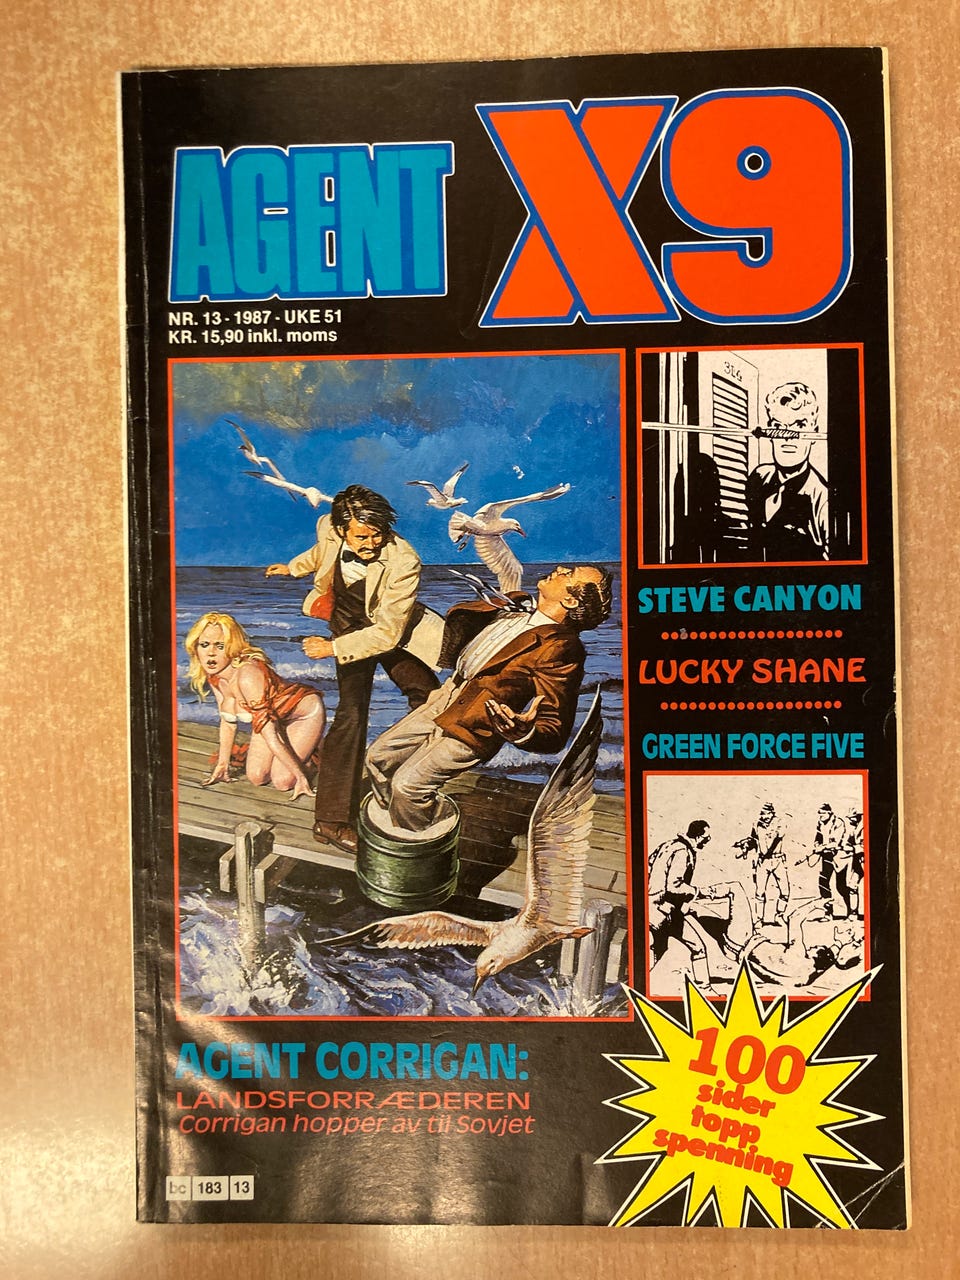 AGENT X9
NR. 13 - 1987 - UKE 51
KR. 15,90 inkl. moms
STEVE CANYON
LUCKY SHANE
GREEN FORCE FIVE
AGENT CORRIGAN:
LANDSFORRÆDEREN
Corrigan hopper av til Sovjet
100
sider
topp
spenning
bc 183 13